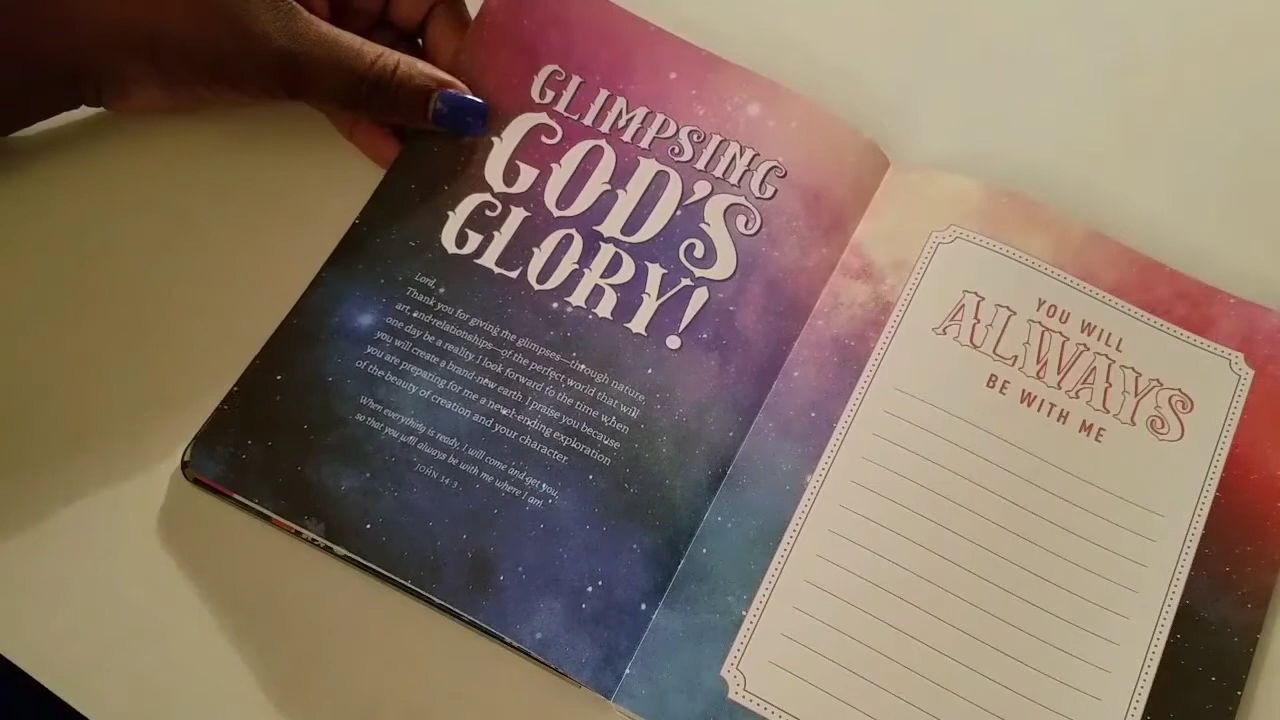 GLIMPSING
GOD'S
GLORY!
Lord,
Thank you for giving me glimpses—through nature,
art, and relationships—of the perfect world that will
one day be a reality. I look forward to the time when
you will create a brand-new earth. I praise you because
you are preparing for me a never-ending exploration
of the beauty of creation and your character.
When everything is ready, I will come and get you,
so that you will always be with me where I am.
JOHN 14:3
YOU WILL
ALWAYS
BE WITH ME